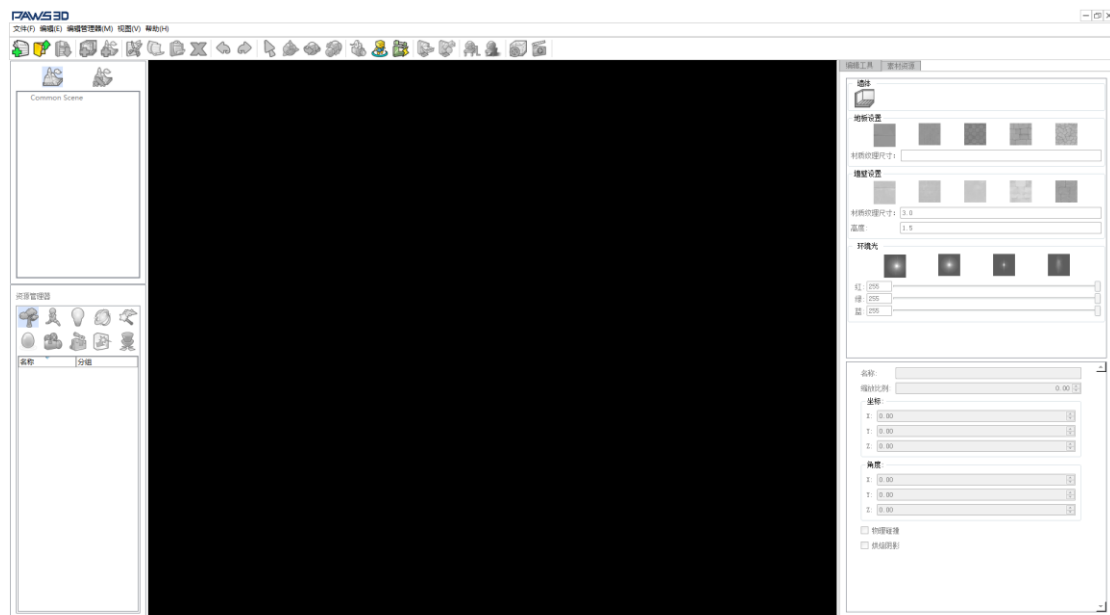 PAWS3D
文件(F) 编辑(E) 编辑管理器(M) 视图(V) 帮助(H)
Common Scene
资源管理器
名称 分组
编辑工具 素材资源
墙体
地板设置
材质纹理尺寸:
墙壁设置
材质纹理尺寸: 3.0
高度: 1.5
环境光
红: 255
绿: 255
蓝: 255
名称:
缩放比例: 0.00
坐标:
X: 0.00
Y: 0.00
Z: 0.00
角度:
X: 0.00
Y: 0.00
Z: 0.00
物理碰撞
烘焙阴影